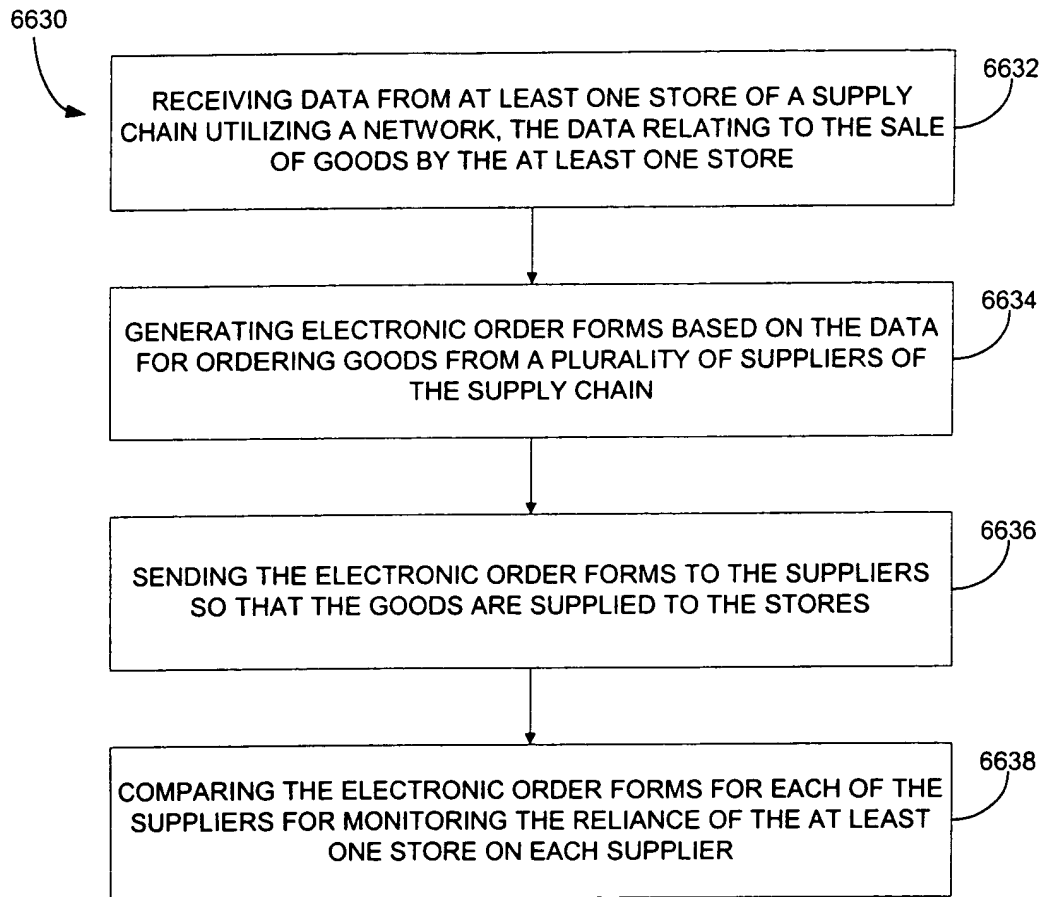 6630
6632
RECEIVING DATA FROM AT LEAST ONE STORE OF A SUPPLY
CHAIN UTILIZING A NETWORK, THE DATA RELATING TO THE SALE
OF GOODS BY THE AT LEAST ONE STORE
6634
GENERATING ELECTRONIC ORDER FORMS BASED ON THE DATA
FOR ORDERING GOODS FROM A PLURALITY OF SUPPLIERS OF
THE SUPPLY CHAIN
6636
SENDING THE ELECTRONIC ORDER FORMS TO THE SUPPLIERS
SO THAT THE GOODS ARE SUPPLIED TO THE STORES
6638
COMPARING THE ELECTRONIC ORDER FORMS FOR EACH OF THE
SUPPLIERS FOR MONITORING THE RELIANCE OF THE AT LEAST
ONE STORE ON EACH SUPPLIER